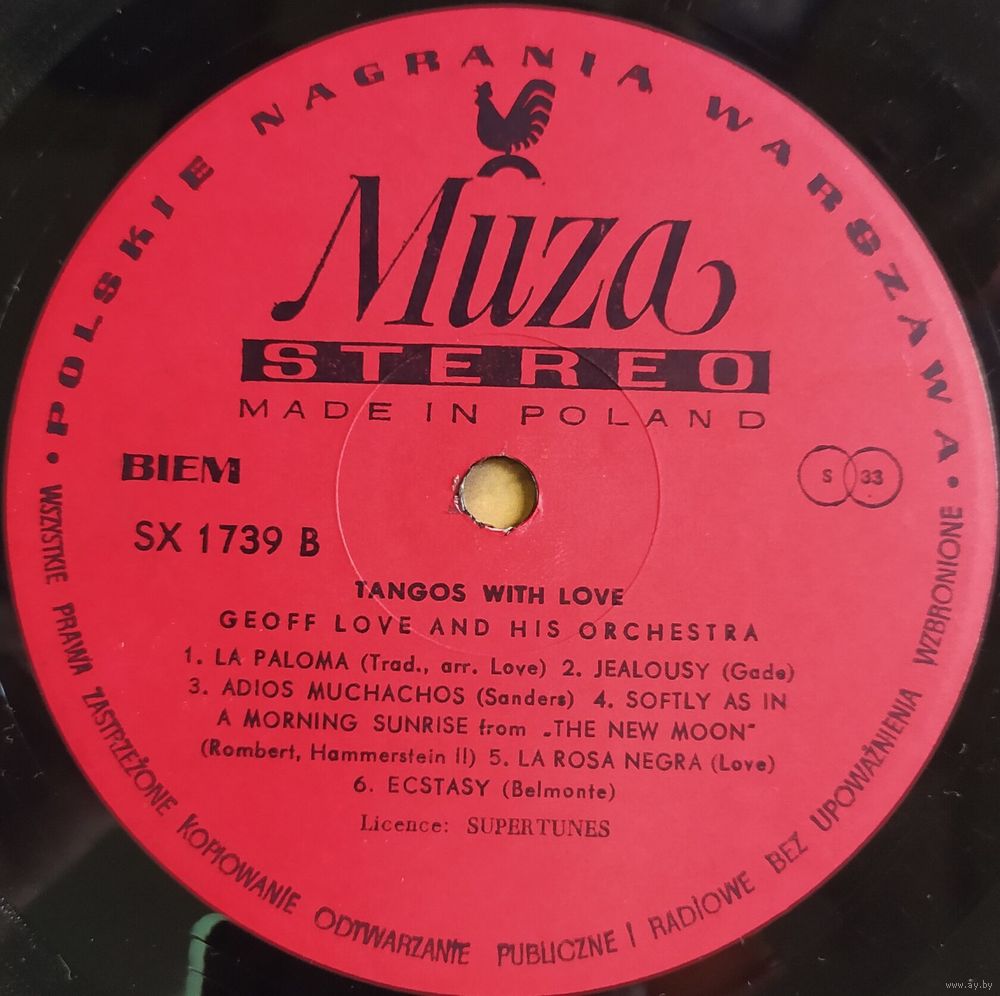 • POLSKIE NAGRANIA WARSZAWA •
Muza
STEREO
MADE IN POLAND
BIEM
S 33
SX 1739 B
TANGOS WITH LOVE
GEOFF LOVE AND HIS ORCHESTRA
1. LA PALOMA (Trad., arr. Love) 2. JEALOUSY (Gade)
3. ADIOS MUCHACHOS (Sanders) 4. SOFTLY AS IN
A MORNING SUNRISE from „THE NEW MOON"
(Rombert, Hammerstein II) 5. LA ROSA NEGRA (Love)
6. ECSTASY (Belmonte)
Licence: SUPERTUNES
WSZYSTKIE PRAWA ZASTRZEŻONE KOPIOWANIE ODTWARZANIE PUBLICZNE I RADIOWE BEZ UPOWAŻNIENIA WZBRONIONE
www.ay.by